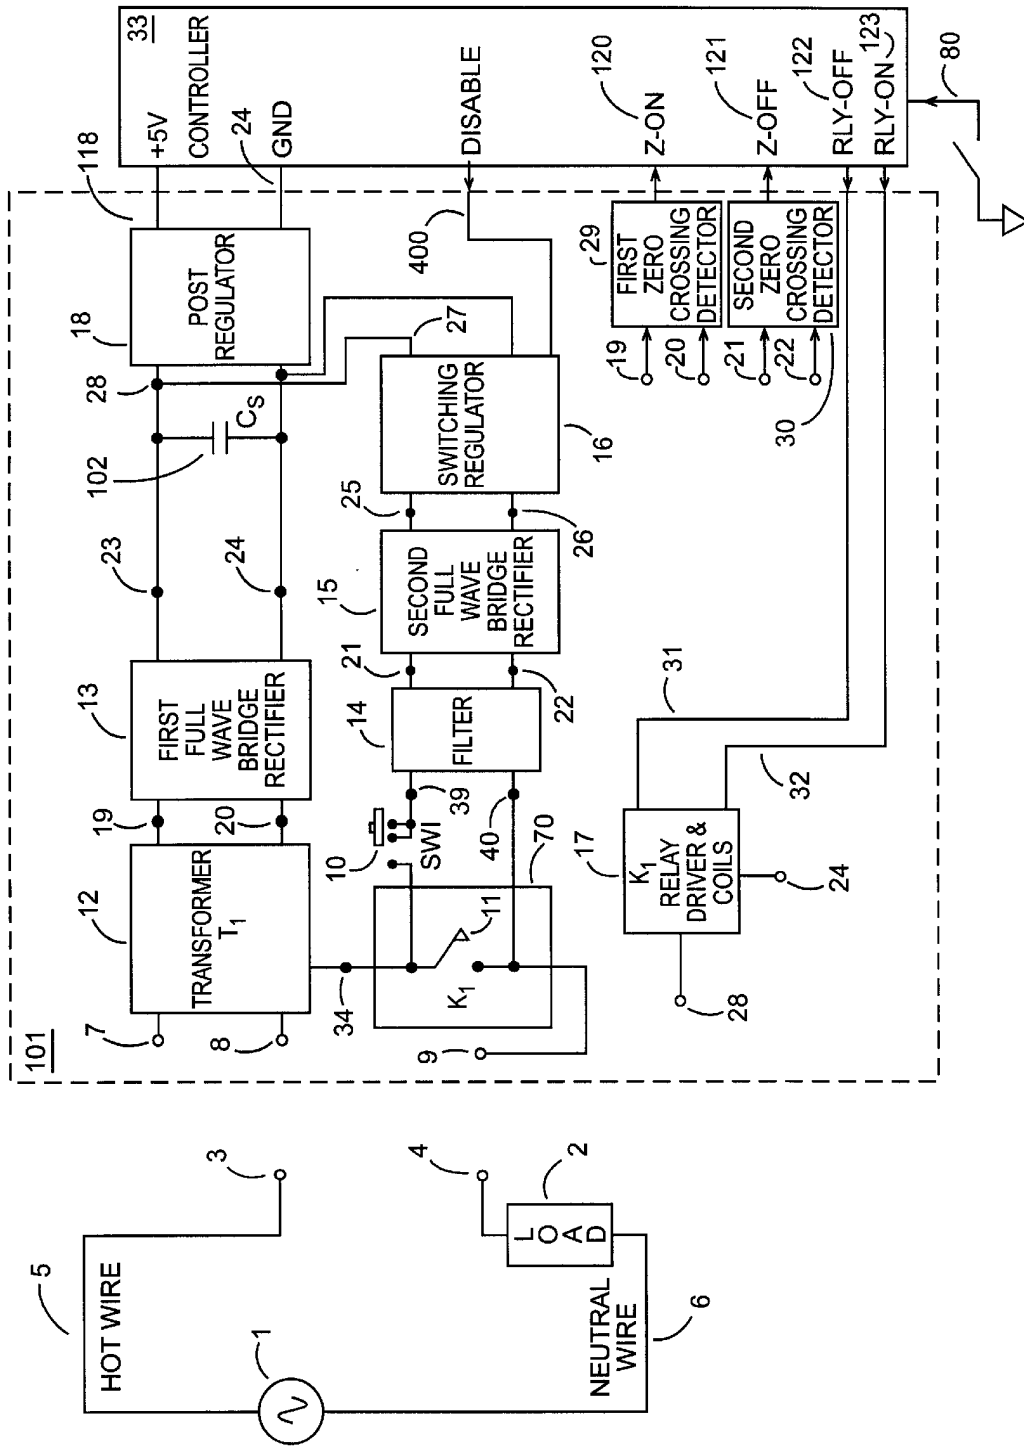 101
7
8
12
TRANSFORMER
T1
19
20
13
FIRST
FULL
WAVE
BRIDGE
RECTIFIER
23
24
102
CS
28
18
POST
REGULATOR
118
+5V
33
CONTROLLER
24
GND
34
9
K1
11
70
10
SWI
39
40
14
FILTER
21
22
15
SECOND
FULL
WAVE
BRIDGE
RECTIFIER
25
26
SWITCHING
REGULATOR
16
27
400
DISABLE
29
FIRST
ZERO
CROSSING
DETECTOR
19
20
Z-ON
120
SECOND
ZERO
CROSSING
DETECTOR
21
22
30
Z-OFF
121
RLY-OFF
122
RLY-ON
123
80
17
K1
RELAY
DRIVER &
COILS
28
24
31
32
5
HOT WIRE
3
1
4
LOAD
2
NEUTRAL
WIRE
6